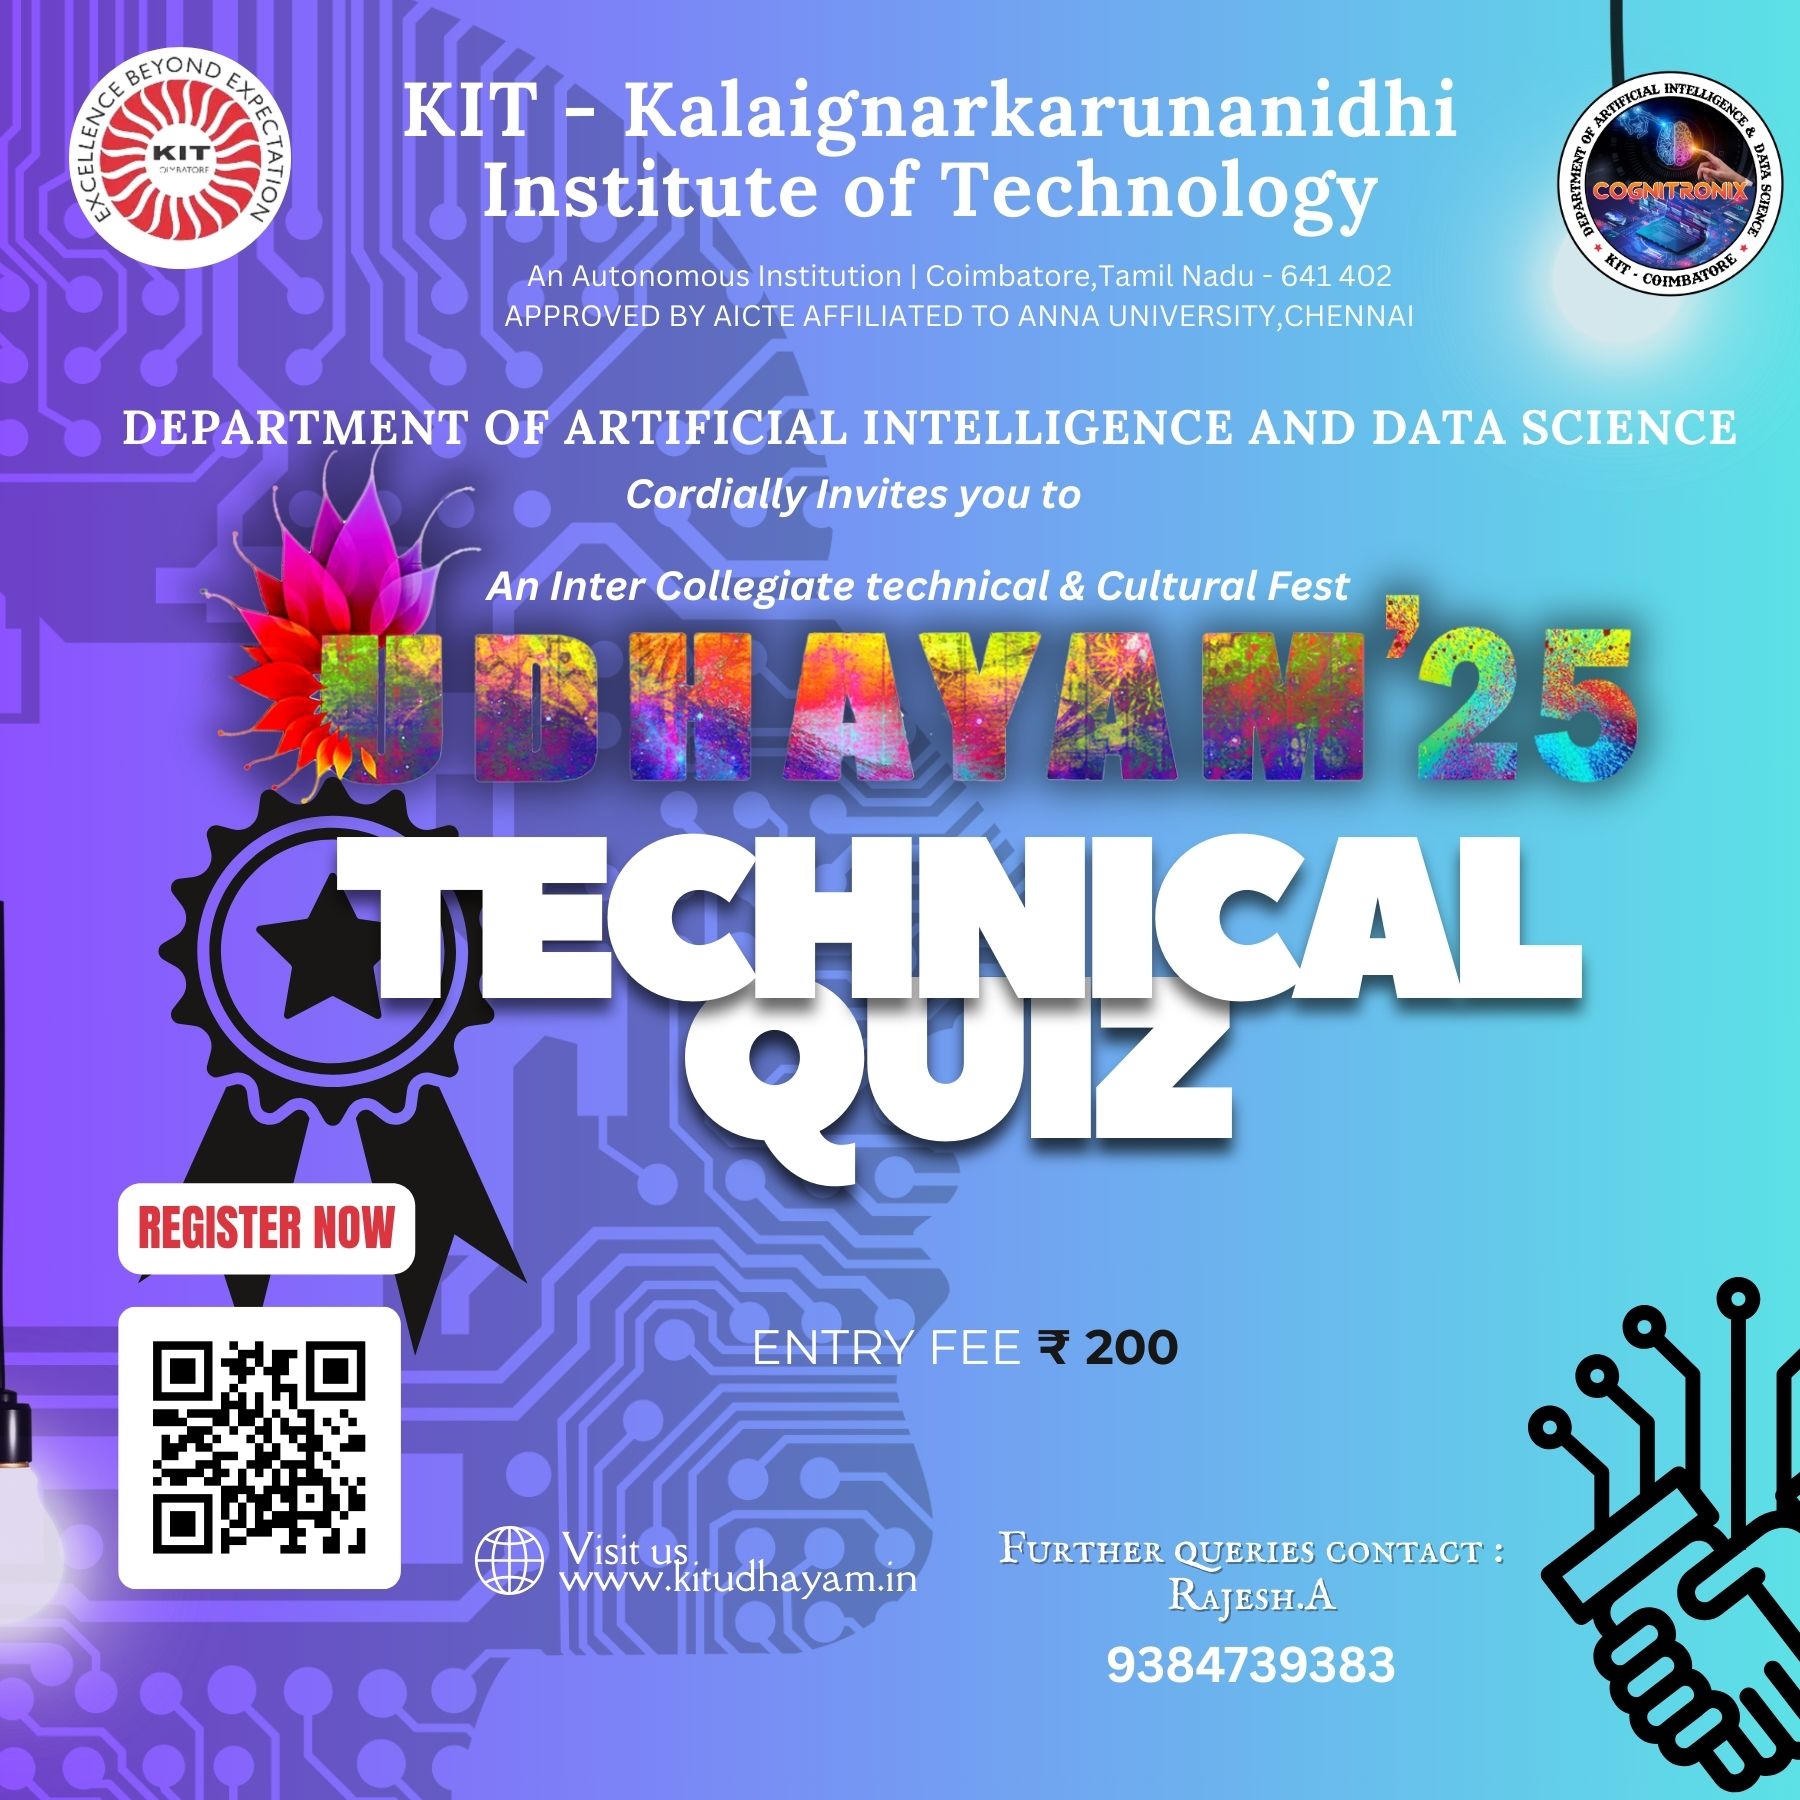 EXCELLENCE BEYOND EXPECTATION
KIT
COIMBATORE
KIT - Kalaignarkarunanidhi
Institute of Technology
An Autonomous Institution | Coimbatore,Tamil Nadu - 641 402
APPROVED BY AICTE AFFILIATED TO ANNA UNIVERSITY,CHENNAI
DEPARTMENT OF ARTIFICIAL INTELLIGENCE & DATA SCIENCE
COGNITRONIX
KIT - COIMBATORE
DEPARTMENT OF ARTIFICIAL INTELLIGENCE AND DATA SCIENCE
Cordially Invites you to
An Inter Collegiate technical & Cultural Fest
UDHAYAM'25
TECHNICAL
QUIZ
REGISTER NOW
ENTRY FEE ₹ 200
Visit us
www.kitudhayam.in
Further queries contact :
Rajesh.A
9384739383